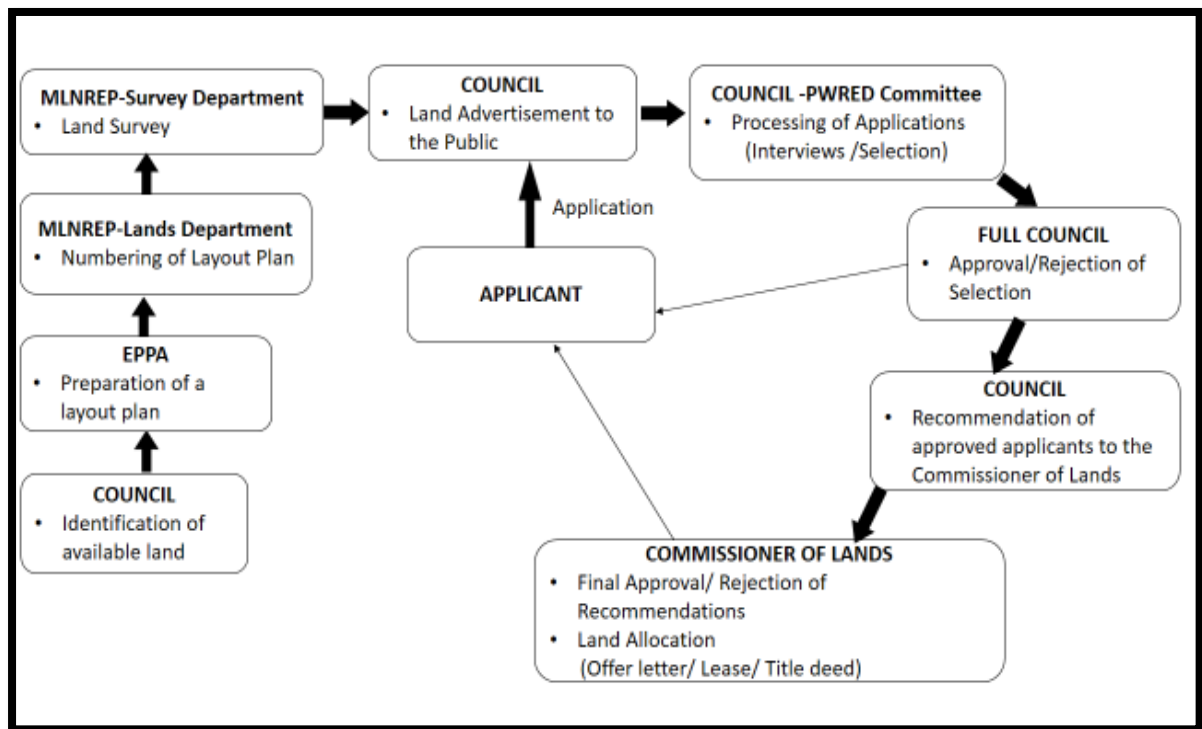 MLNREP-Survey Department
• Land Survey
COUNCIL
• Land Advertisement to
the Public
COUNCIL -PWRED Committee
• Processing of Applications
(Interviews /Selection)
MLNREP-Lands Department
• Numbering of Layout Plan
Application
APPLICANT
FULL COUNCIL
• Approval/Rejection of
Selection
EPPA
• Preparation of a
layout plan
COUNCIL
• Recommendation of
approved applicants to the
Commissioner of Lands
COUNCIL
• Identification of
available land
COMMISSIONER OF LANDS
• Final Approval/ Rejection of
Recommendations
• Land Allocation
(Offer letter/ Lease/ Title deed)